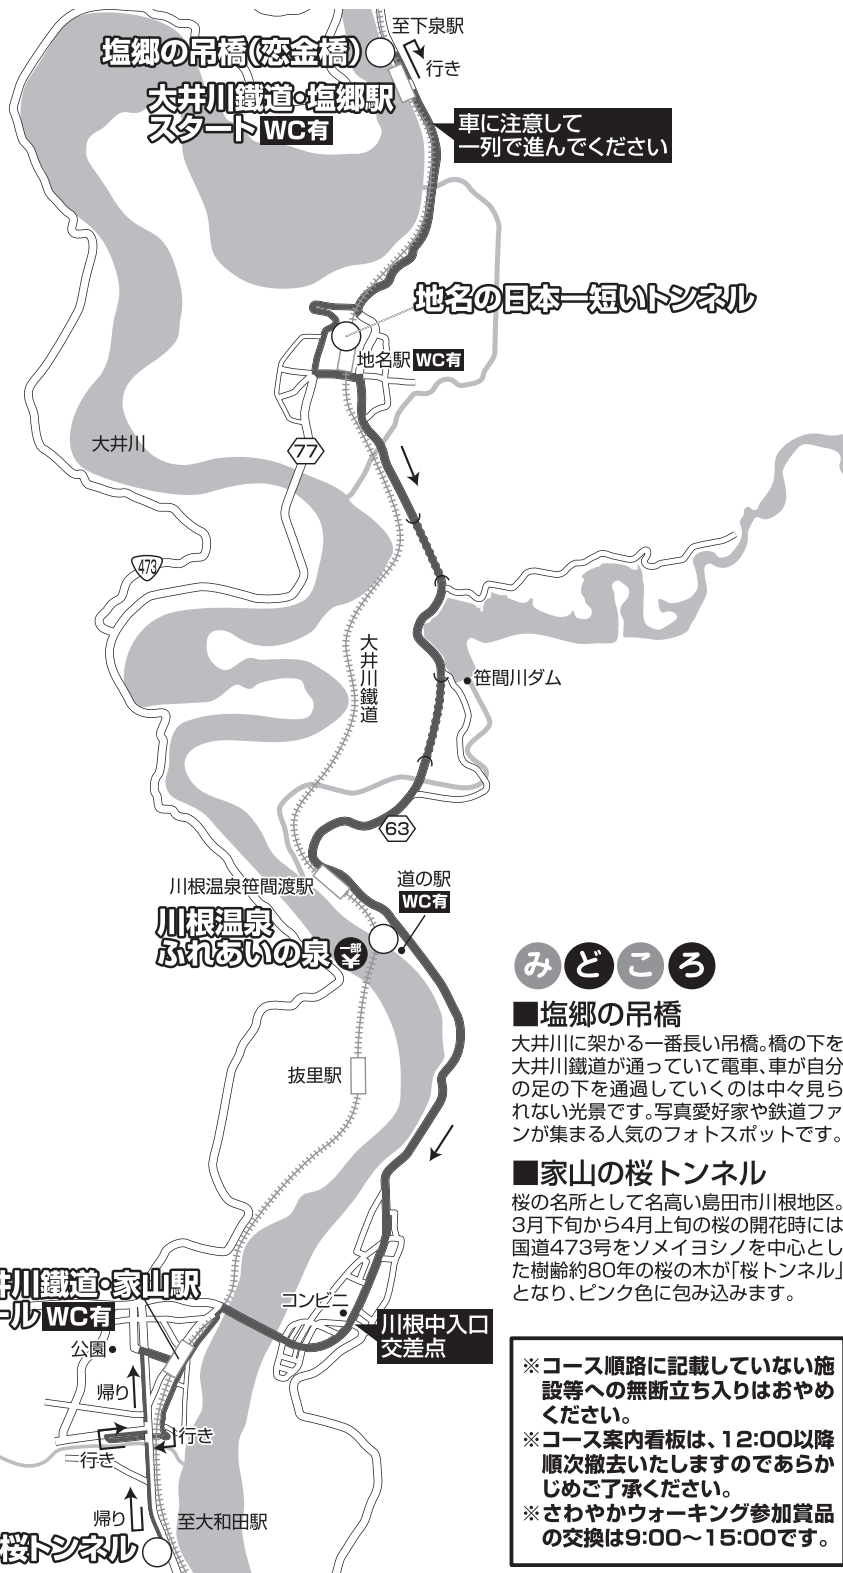 至下泉駅
塩郷の吊橋(恋金橋)
行き
大井川鐵道・塩郷駅
スタート WC有
車に注意して
一列で進んでください
地名の日本一短いトンネル
地名駅 WC有
大井川
77
473
大井川鐵道
笹間川ダム
63
川根温泉笹間渡駅
道の駅
WC有
川根温泉
ふれあいの泉
一部
抜里駅
井川鐵道・家山駅
ール WC有
コンビニ
川根中入口
交差点
公園
帰り
行き
行き
帰り
至大和田駅
桜トンネル
みどころ
■塩郷の吊橋
大井川に架かる一番長い吊橋。橋の下を
大井川鐵道が通っていて電車、車が自分
の足の下を通過していくのは中々見ら
れない光景です。写真愛好家や鉄道ファ
ンが集まる人気のフォトスポットです。
■家山の桜トンネル
桜の名所として名高い島田市川根地区。
3月下旬から4月上旬の桜の開花時には
国道473号をソメイヨシノを中心とし
た樹齢約80年の桜の木が「桜トンネル」
となり、ピンク色に包み込みます。
※コース順路に記載していない施
設等への無断立ち入りはおやめ
ください。
※コース案内看板は、12:00以降
順次撤去いたしますのであらか
じめご了承ください。
※さわやかウォーキング参加賞品
の交換は9:00〜15:00です。